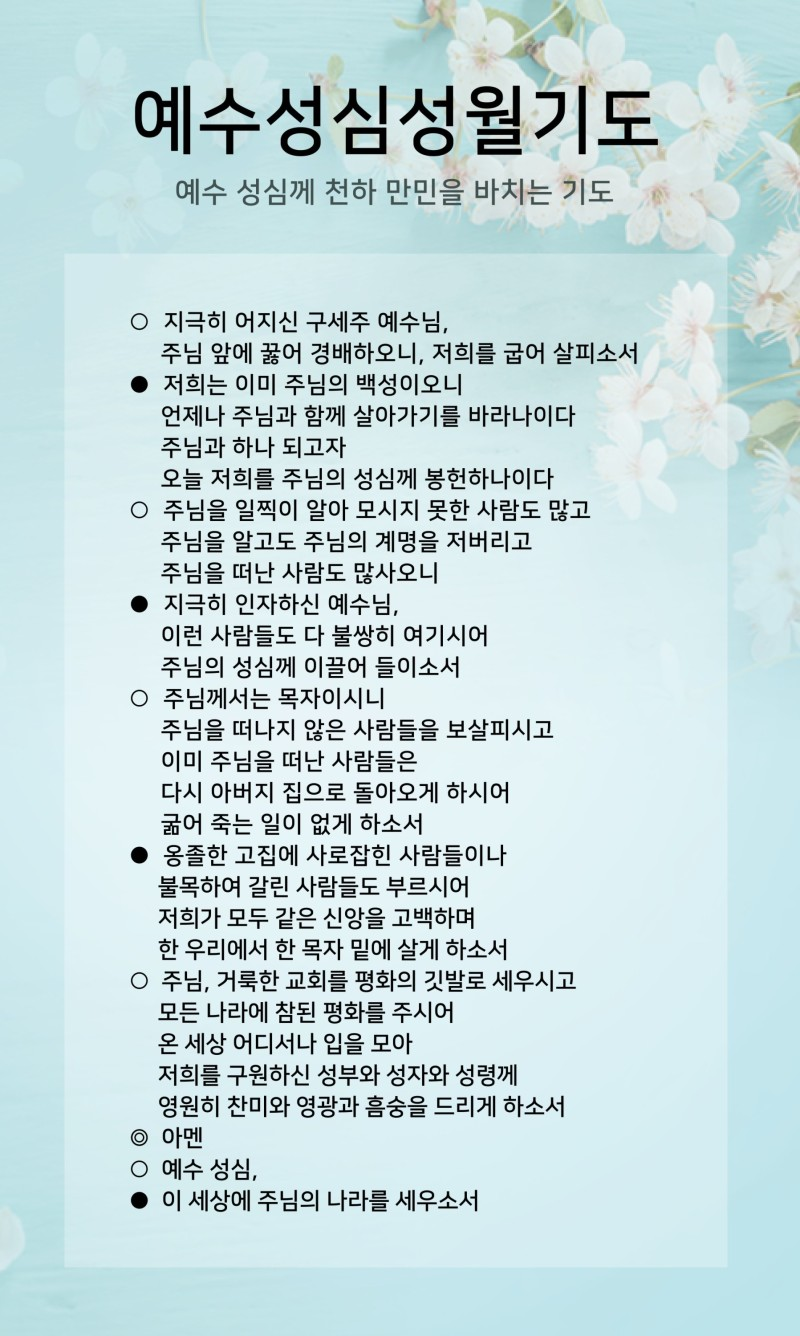 예수성심성월기도
예수 성심께 천하 만민을 바치는 기도
○ 지극히 어지신 구세주 예수님,
주님 앞에 꿇어 경배하오니, 저희를 굽어 살피소서
● 저희는 이미 주님의 백성이오니
언제나 주님과 함께 살아가기를 바라나이다
주님과 하나 되고자
오늘 저희를 주님의 성심께 봉헌하나이다
○ 주님을 일찍이 알아 모시지 못한 사람도 많고
주님을 알고도 주님의 계명을 저버리고
주님을 떠난 사람도 많사오니
● 지극히 인자하신 예수님,
이런 사람들도 다 불쌍히 여기시어
주님의 성심께 이끌어 들이소서
○ 주님께서는 목자이시니
주님을 떠나지 않은 사람들을 보살피시고
이미 주님을 떠난 사람들은
다시 아버지 집으로 돌아오게 하시어
굶어 죽는 일이 없게 하소서
● 옹졸한 고집에 사로잡힌 사람들이나
불목하여 갈린 사람들도 부르시어
저희가 모두 같은 신앙을 고백하며
한 우리에서 한 목자 밑에 살게 하소서
○ 주님, 거룩한 교회를 평화의 깃발로 세우시고
모든 나라에 참된 평화를 주시어
온 세상 어디서나 입을 모아
저희를 구원하신 성부와 성자와 성령께
영원히 찬미와 영광과 흠숭을 드리게 하소서
◎ 아멘
○ 예수 성심,
● 이 세상에 주님의 나라를 세우소서